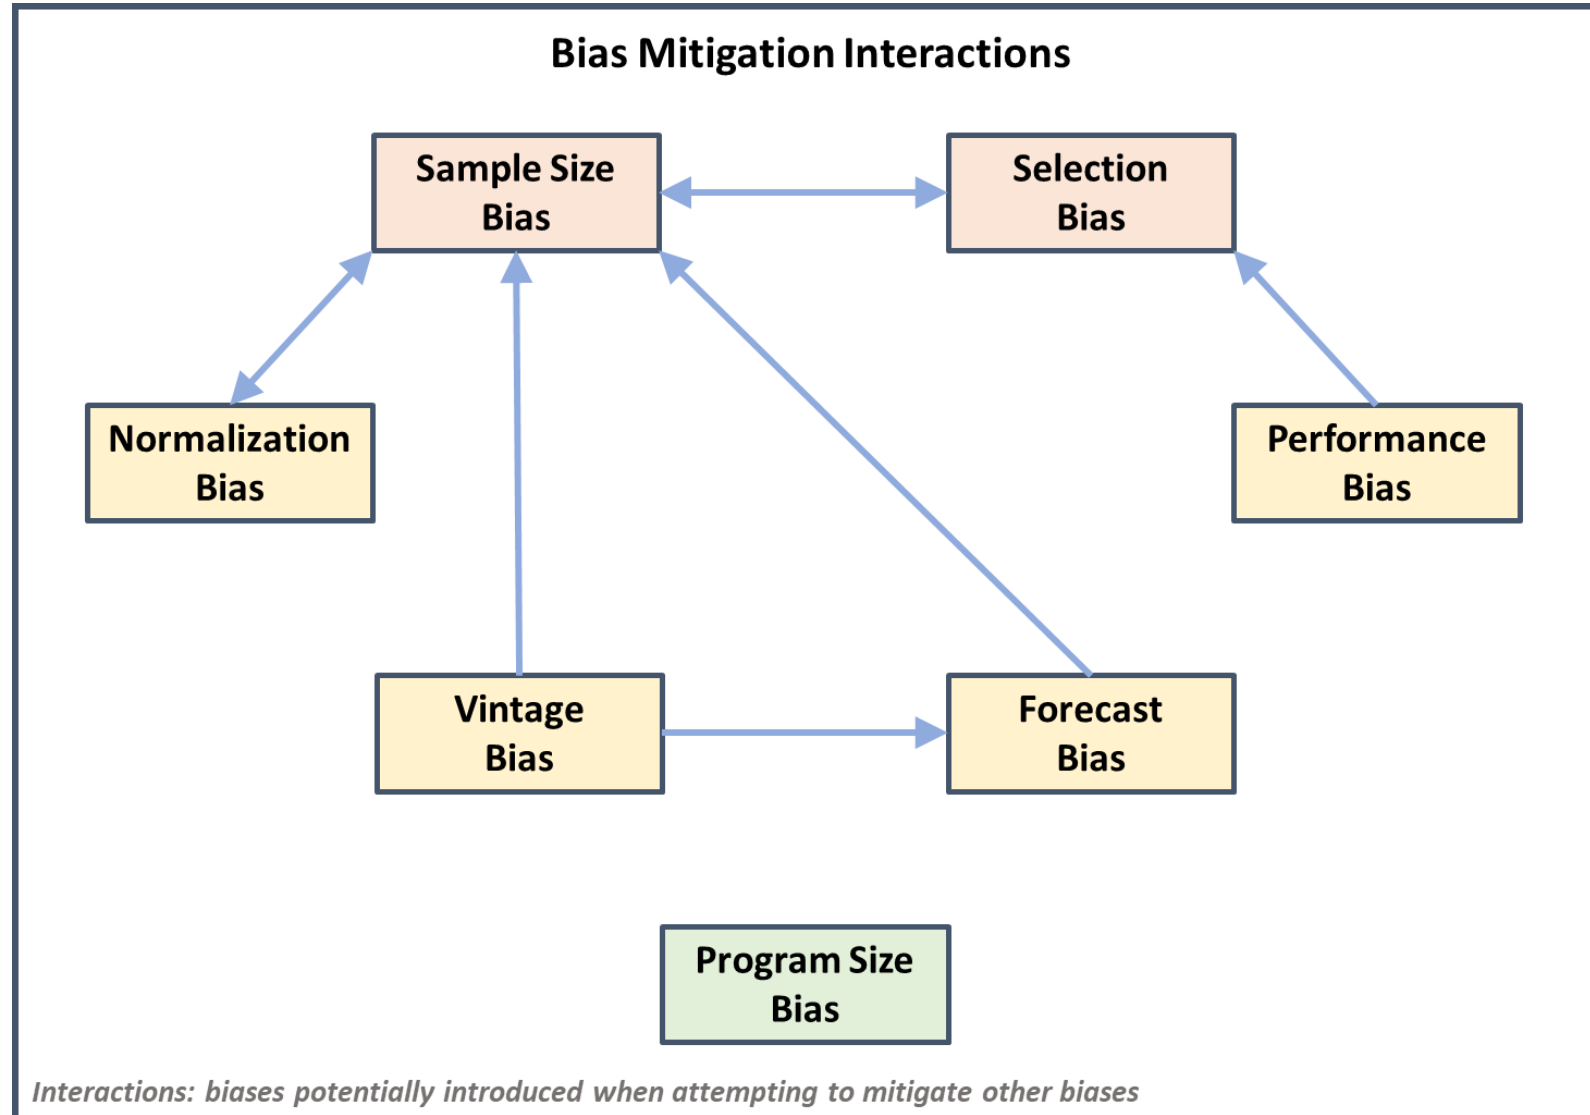 Bias Mitigation Interactions
Sample Size
Bias
Selection
Bias
Normalization
Bias
Performance
Bias
Vintage
Bias
Forecast
Bias
Program Size
Bias
Interactions: biases potentially introduced when attempting to mitigate other biases